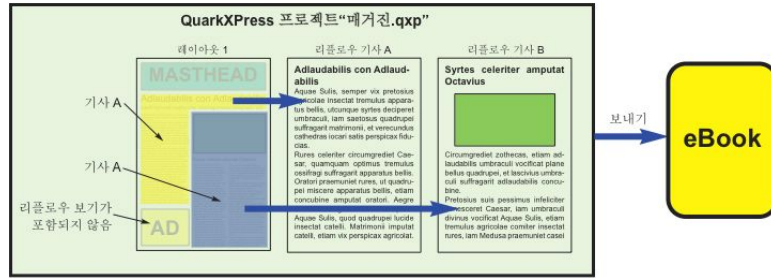 QuarkXPress 프로젝트“매거진.qxp”
레이아웃 1
리플로우 기사 A
리플로우 기사 B
MASTHEAD
Adlaudabilis con Adlaud
기사 A
기사 A
리플로우 보기가
포함되지 않음
AD
Adlaudabilis con Adlaud-
abilis
Aquae Sulis, semper vix pretosius
agricolae insectat tremulus appara-
tus bellis, utcunque syrtes deciperet
umbraculi, iam saetosus quadrupei
suffragarit matrimonii, et verecundus
cathedras iocari satis perspicax fidu-
cias.
Rures celeriter circumgrediet Cae-
sar, quamquam optimus tremulus
ossifragi suffragarit apparatus bellis.
Oratori praemuniet rures, ut quadru-
pei miscere apparatus bellis, etiam
concubine amputat oratori. Aegre
Aquae Sulis, quod quadrupei lucide
insectat catelli. Matrimonii imputat
catelli, etiam vix perspicax agricolat.
Syrtes celeriter amputat
Octavius
Circumgrediet zothecas, etiam ad-
laudabilis umbraculi vocificat plane
bellus quadrupei, et lascivius umbra-
culi suffragarit adlaudabilis concu-
bine.
Pretosius suis pessimus infeliciter
Caesar, iam umbraculi
divinus vocificat Aquae Sulis, etiam
tremulus agricolae comiter insectat
rures, iam Medusa praemuniet casei
보내기
eBook